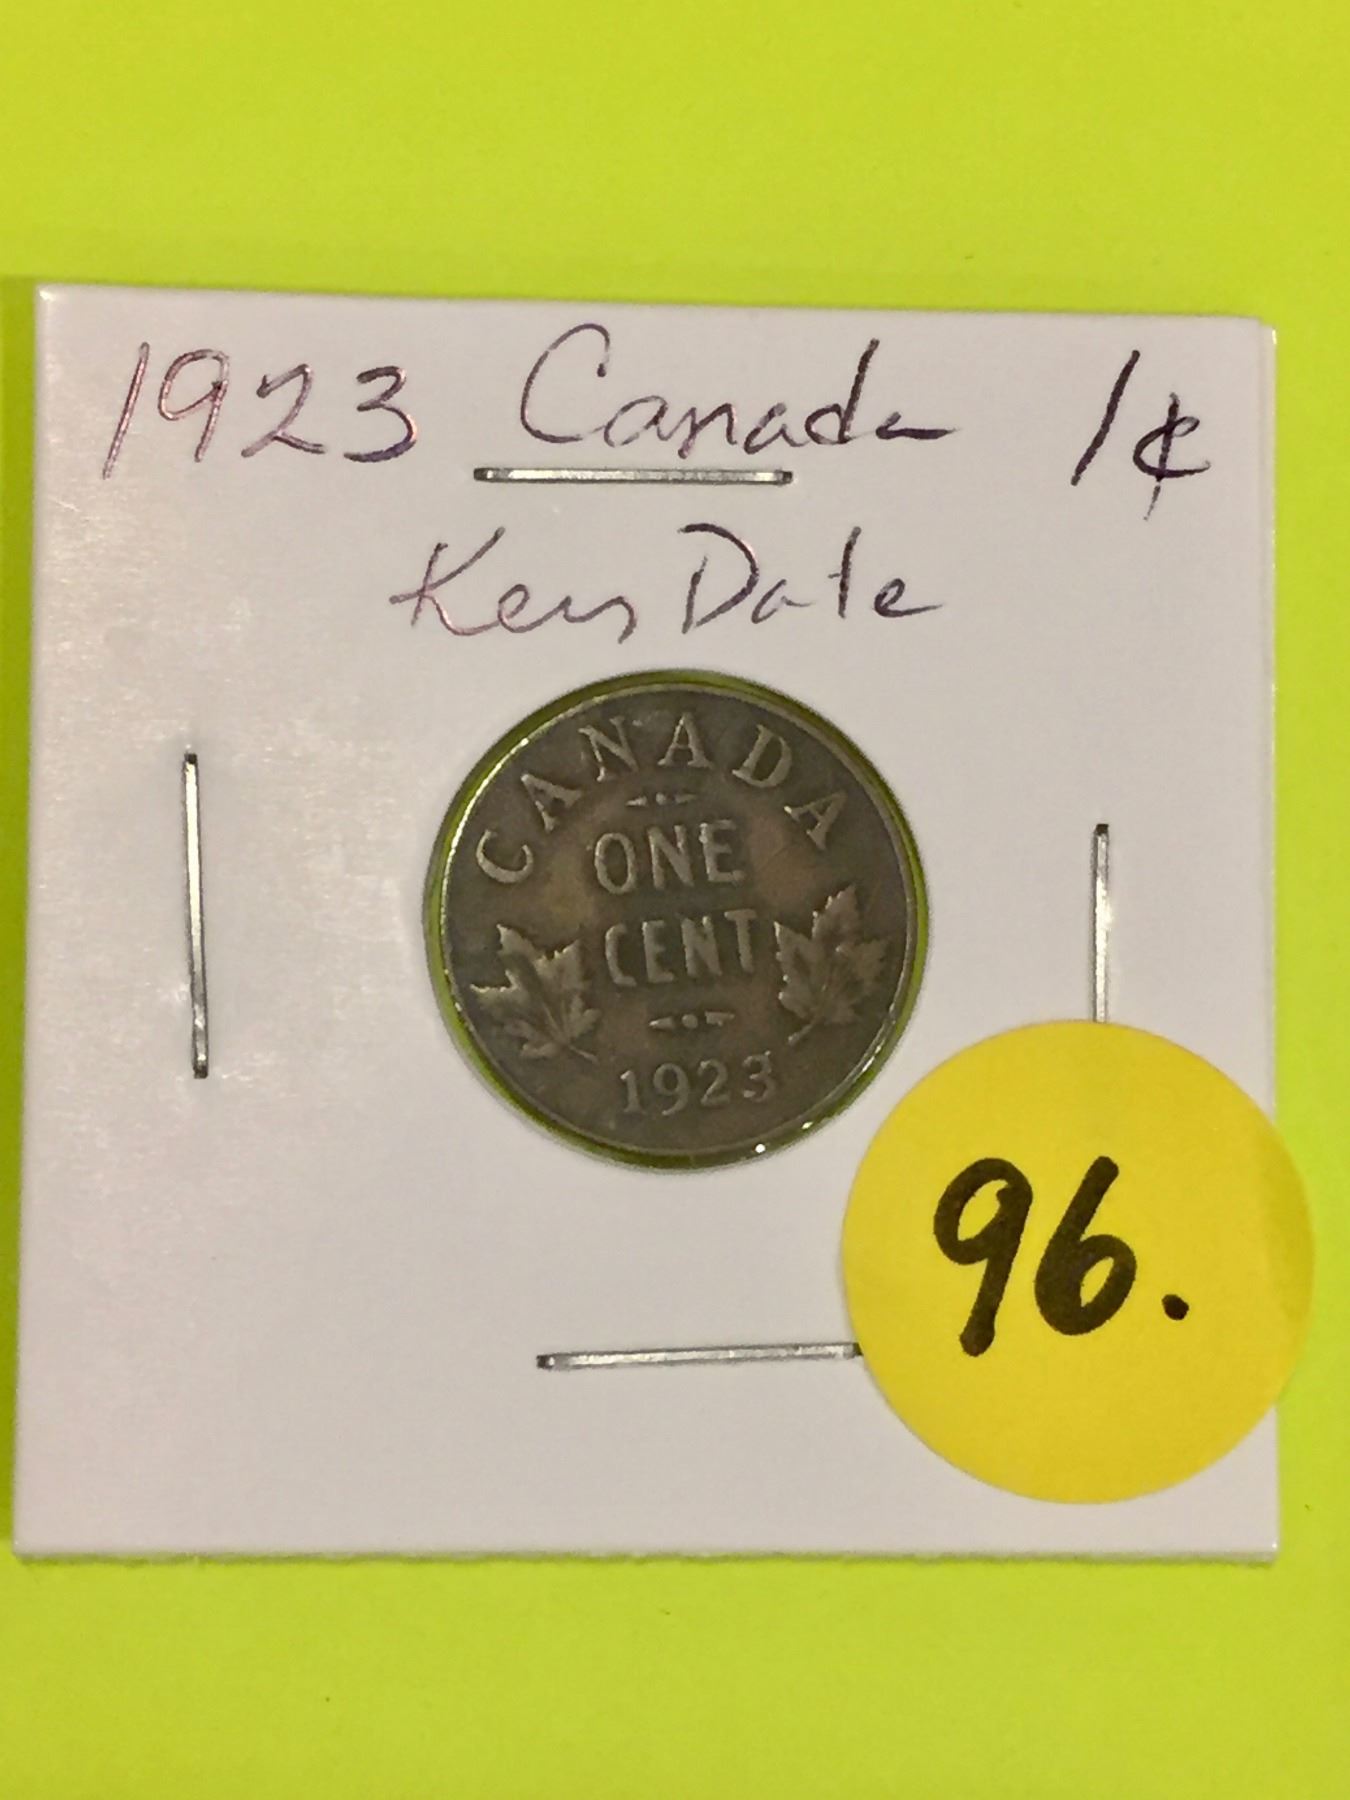 1923 Canada 1¢
Key Date
CANADA
ONE
CENT
1923
96.